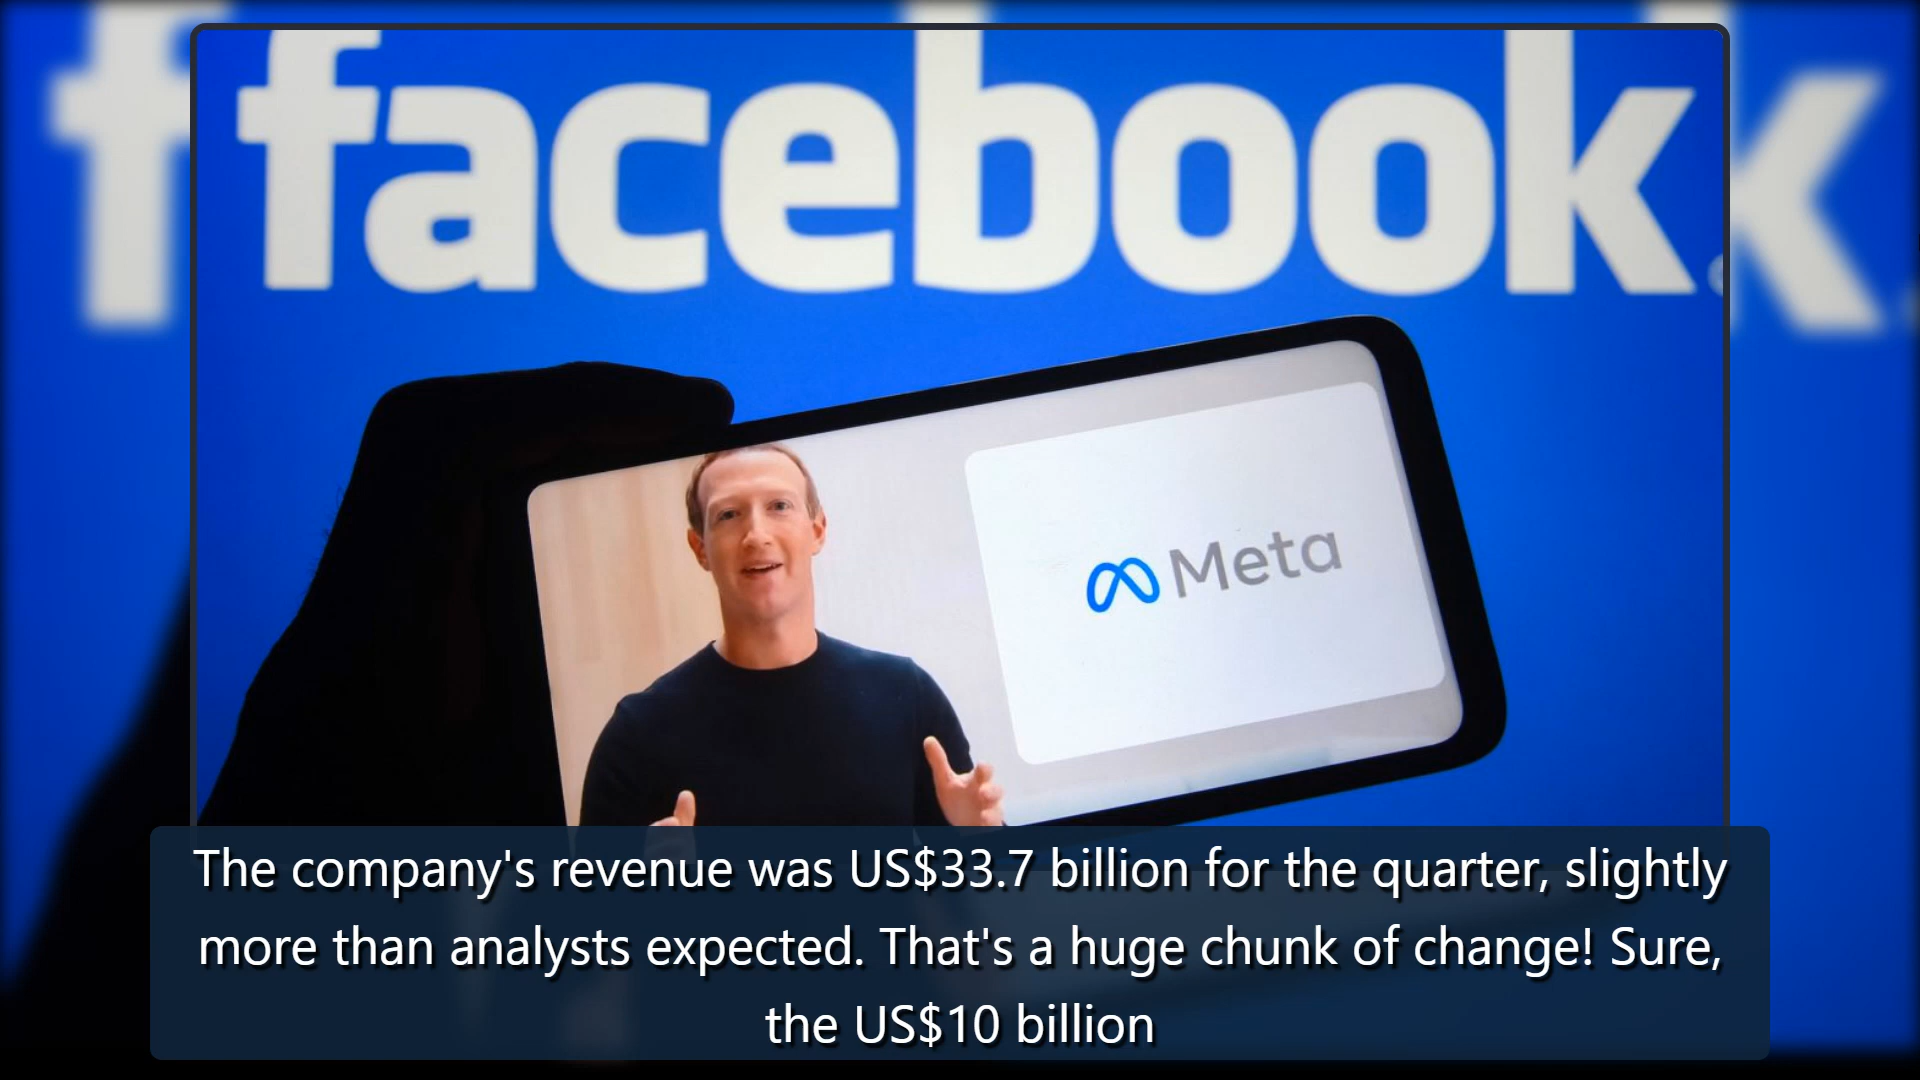 facebook
Meta
The company's revenue was US$33.7 billion for the quarter, slightly
more than analysts expected. That's a huge chunk of change! Sure,
the US$10 billion